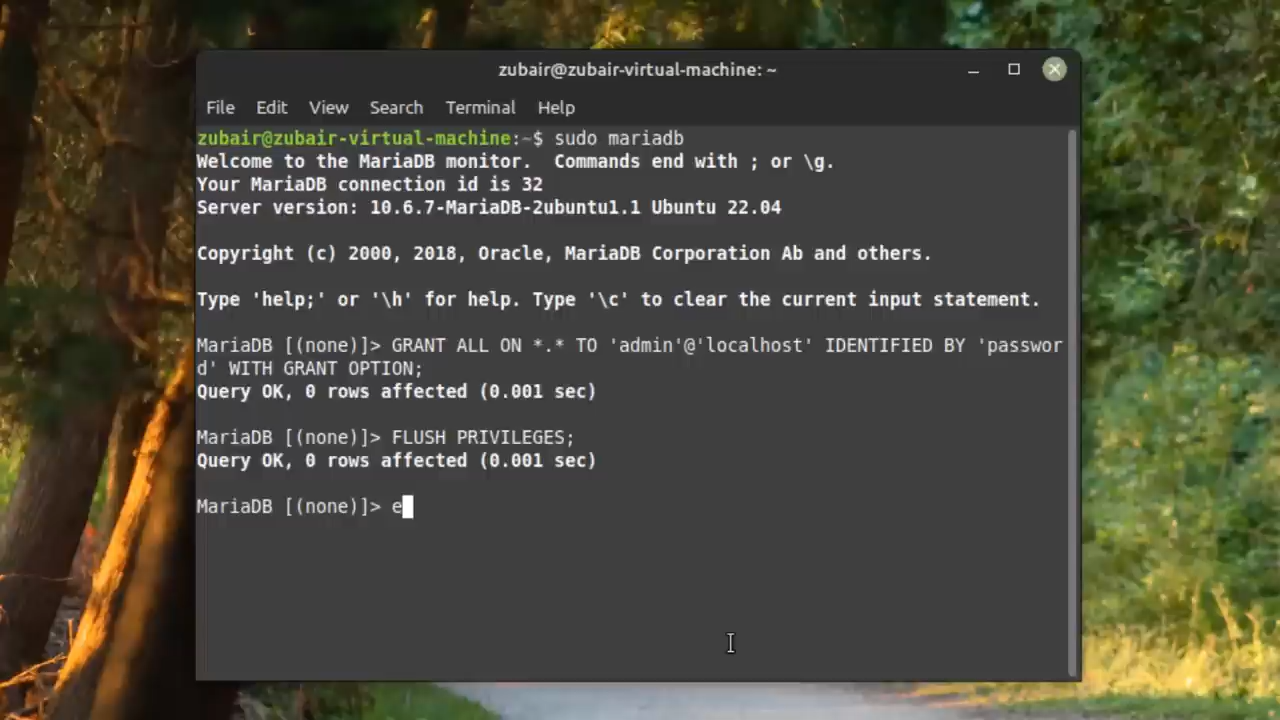 zubair@zubair-virtual-machine: ~
File Edit View Search Terminal Help
zubair@zubair-virtual-machine:~$ sudo mariadb
Welcome to the MariaDB monitor.  Commands end with ; or \g.
Your MariaDB connection id is 32
Server version: 10.6.7-MariaDB-2ubuntu1.1 Ubuntu 22.04
Copyright (c) 2000, 2018, Oracle, MariaDB Corporation Ab and others.
Type 'help;' or '\h' for help. Type '\c' to clear the current input statement.
MariaDB [(none)]> GRANT ALL ON *.* TO 'admin'@'localhost' IDENTIFIED BY 'passwor
d' WITH GRANT OPTION;
Query OK, 0 rows affected (0.001 sec)
MariaDB [(none)]> FLUSH PRIVILEGES;
Query OK, 0 rows affected (0.001 sec)
MariaDB [(none)]> e